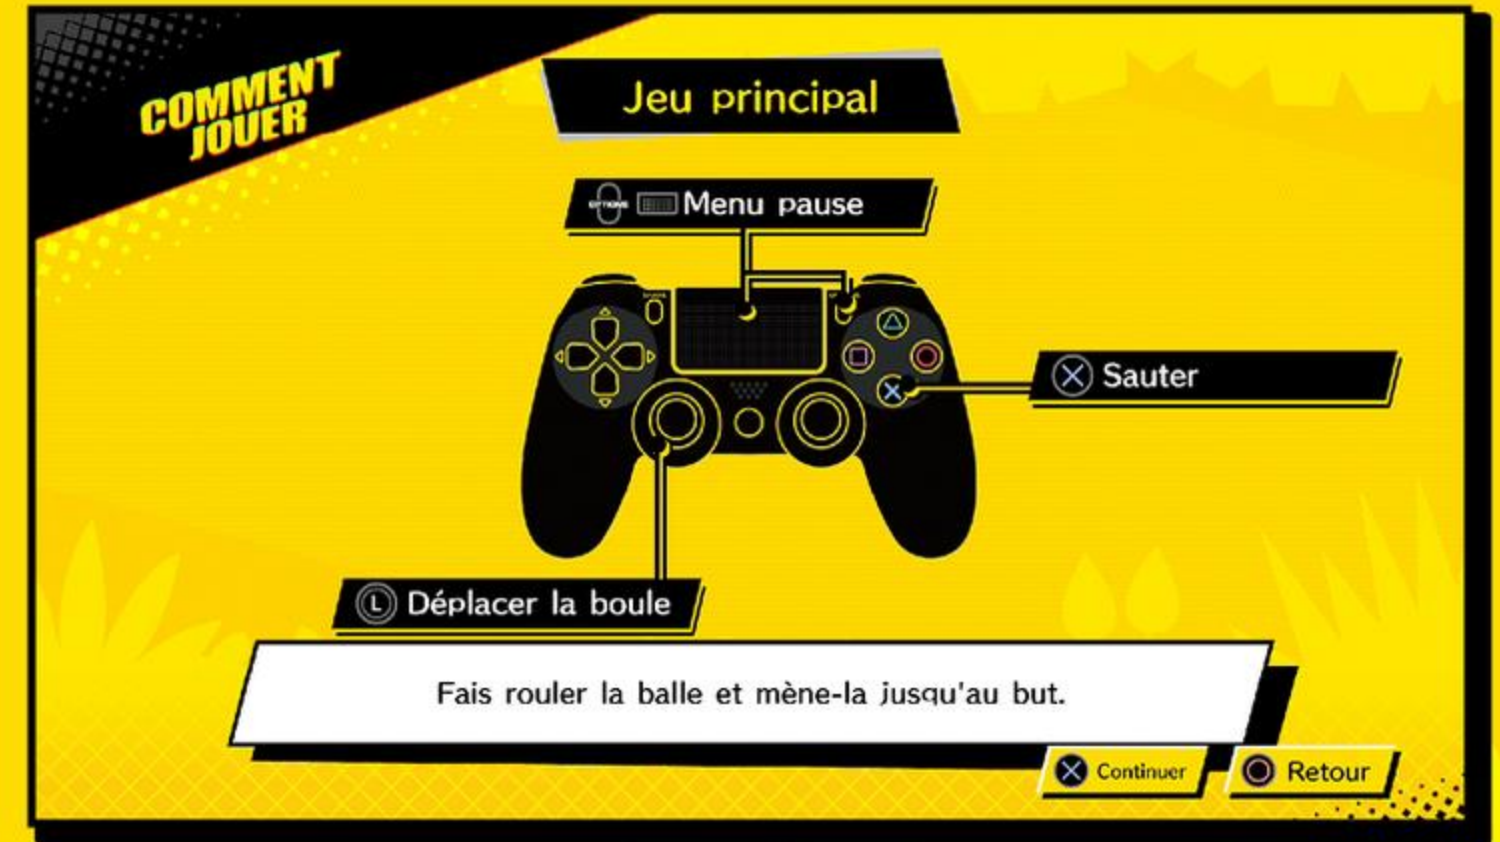 COMMENT
JOUER
Jeu principal
OPTIONS Menu pause
Sauter
L Déplacer la boule
Fais rouler la balle et mène-la jusqu'au but.
Continuer
Retour